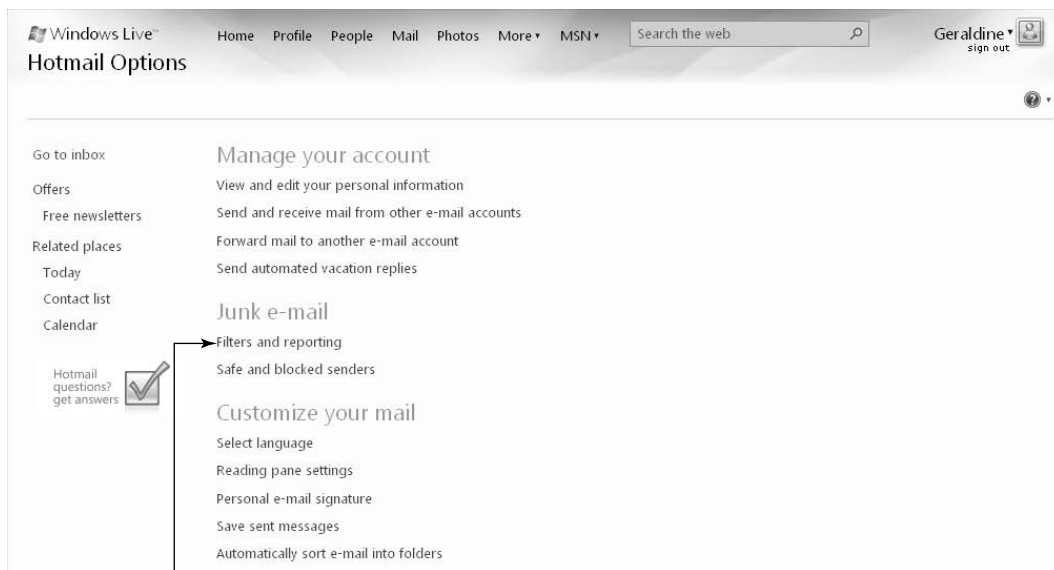 Windows Live™
Home Profile People Mail Photos More MSN
Search the web
Geraldine
sign out
Hotmail Options
Go to inbox
Offers
Free newsletters
Related places
Today
Contact list
Calendar
Hotmail
questions?
get answers
Manage your account
View and edit your personal information
Send and receive mail from other e-mail accounts
Forward mail to another e-mail account
Send automated vacation replies
Junk e-mail
Filters and reporting
Safe and blocked senders
Customize your mail
Select language
Reading pane settings
Personal e-mail signature
Save sent messages
Automatically sort e-mail into folders